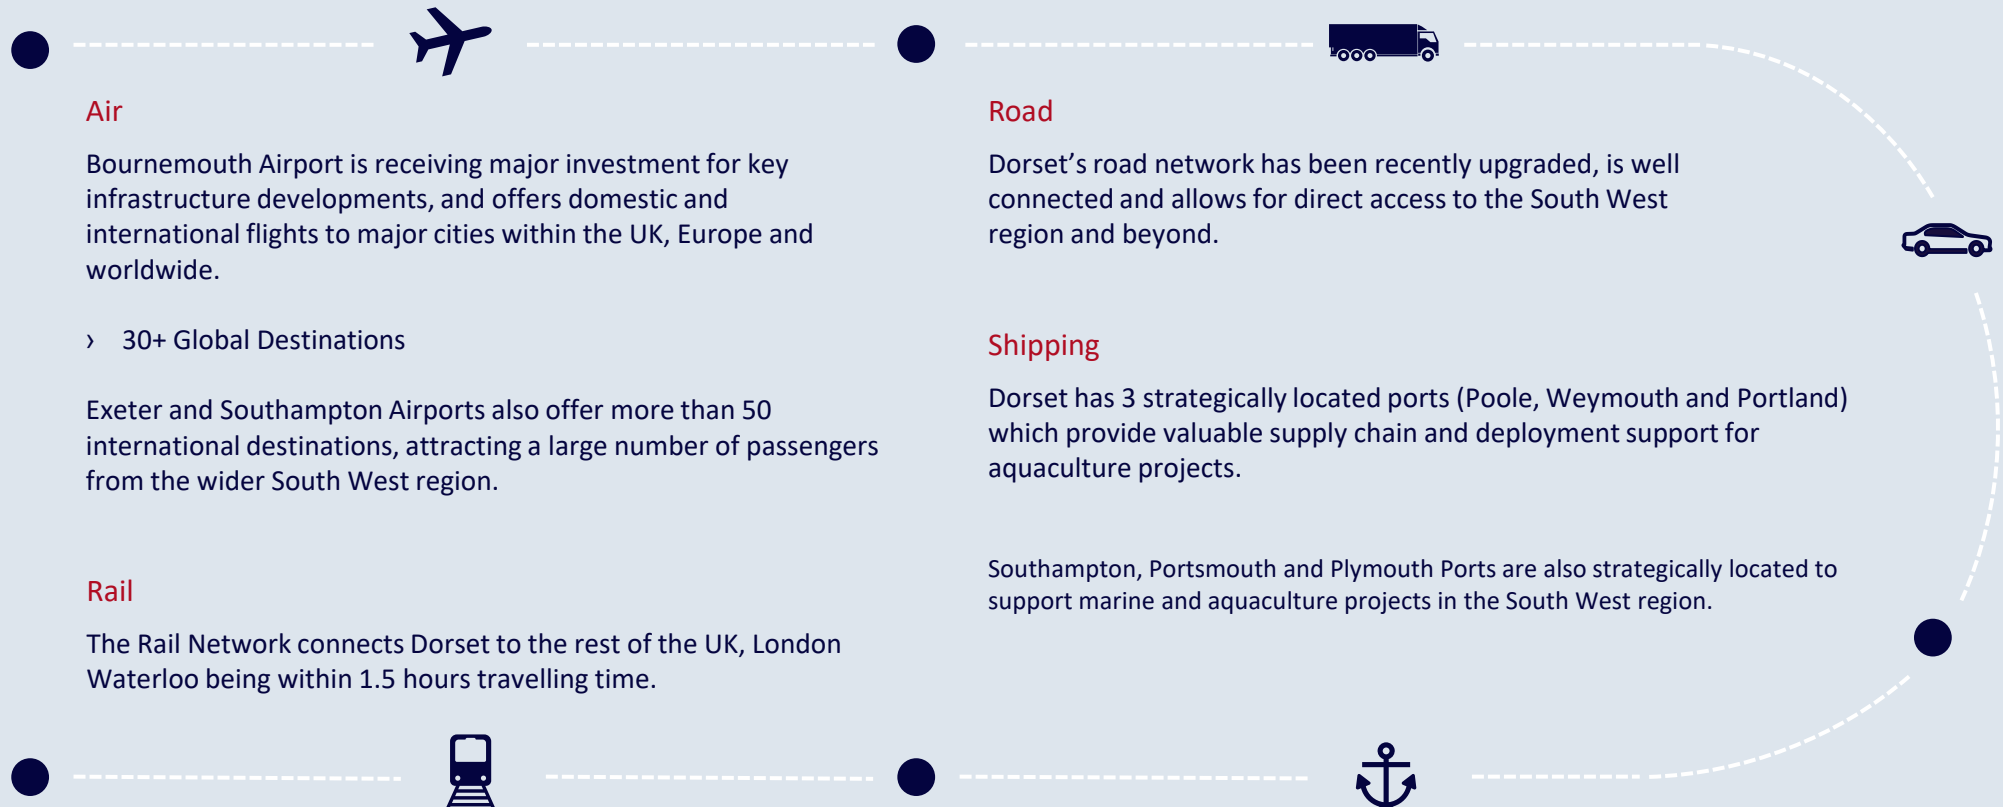 Air
Bournemouth Airport is receiving major investment for key
infrastructure developments, and offers domestic and
international flights to major cities within the UK, Europe and
worldwide.
› 30+ Global Destinations
Exeter and Southampton Airports also offer more than 50
international destinations, attracting a large number of passengers
from the wider South West region.
Rail
The Rail Network connects Dorset to the rest of the UK, London
Waterloo being within 1.5 hours travelling time.
Road
Dorset’s road network has been recently upgraded, is well
connected and allows for direct access to the South West
region and beyond.
Shipping
Dorset has 3 strategically located ports (Poole, Weymouth and Portland)
which provide valuable supply chain and deployment support for
aquaculture projects.
Southampton, Portsmouth and Plymouth Ports are also strategically located to
support marine and aquaculture projects in the South West region.